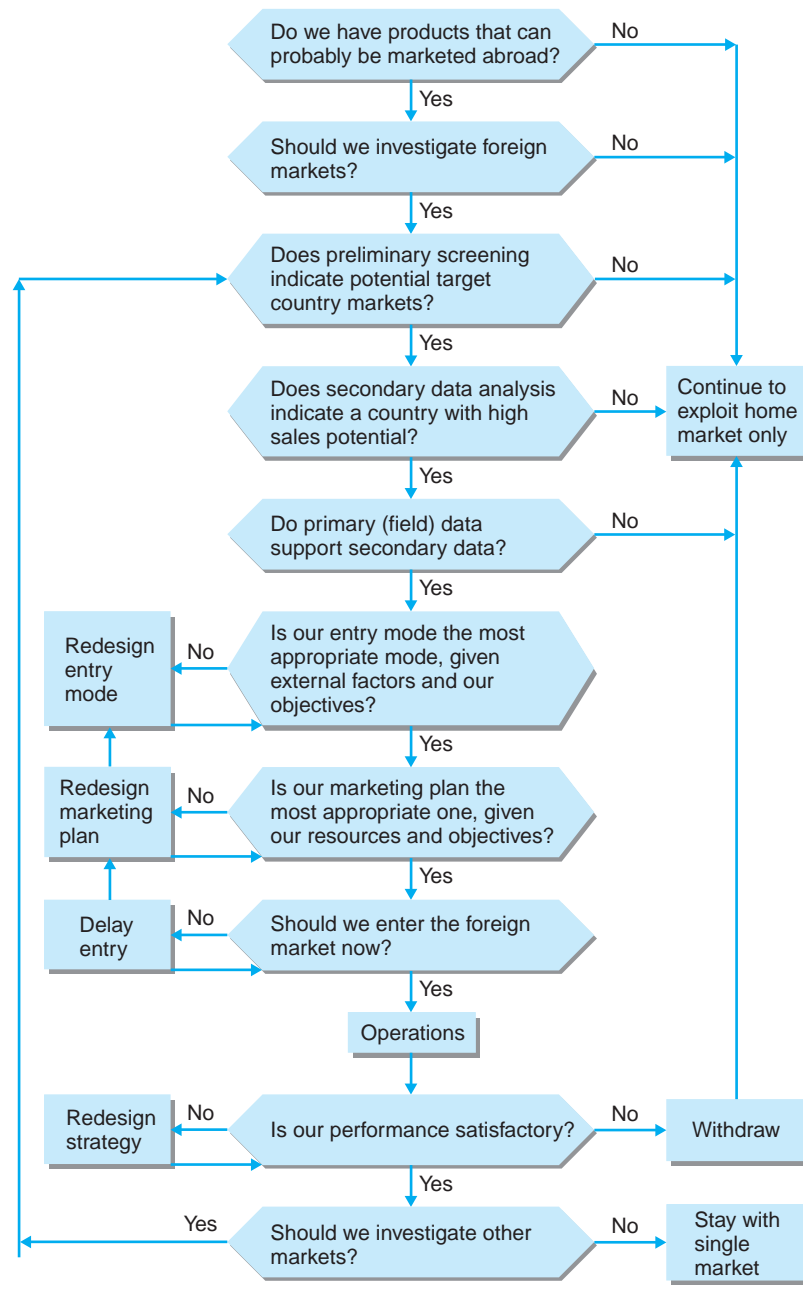 Do we have products that can
probably be marketed abroad?
No
Yes
Should we investigate foreign
markets?
No
Yes
Does preliminary screening
indicate potential target
country markets?
No
Yes
Does secondary data analysis
indicate a country with high
sales potential?
No
Continue to
exploit home
market only
Yes
Do primary (field) data
support secondary data?
No
Yes
Redesign
entry
mode
No
Is our entry mode the most
appropriate mode, given
external factors and our
objectives?
Yes
Redesign
marketing
plan
No
Is our marketing plan the
most appropriate one, given
our resources and objectives?
Yes
Delay
entry
No
Should we enter the foreign
market now?
Yes
Operations
Redesign
strategy
No
Is our performance satisfactory?
No
Withdraw
Yes
Yes
Should we investigate other
markets?
No
Stay with
single
market